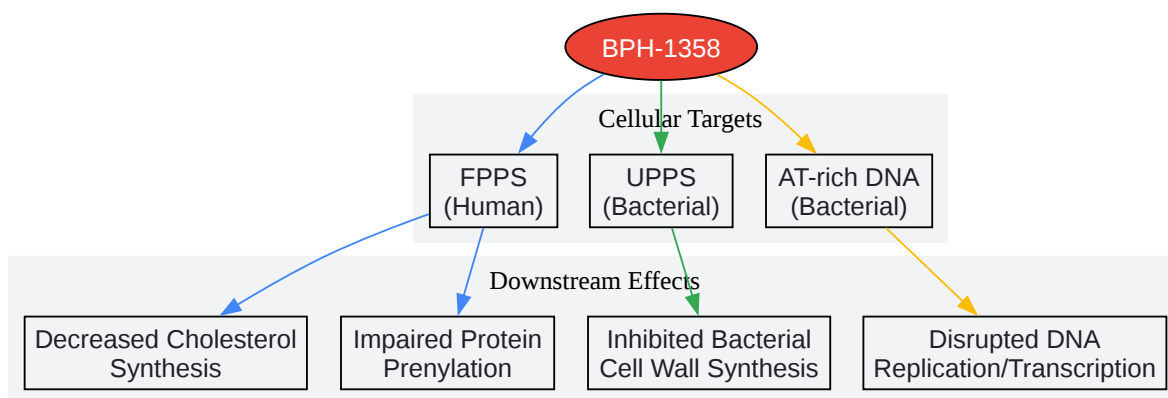 BPH-1358
Cellular Targets
FPPS
(Human)
UPPS
(Bacterial)
AT-rich DNA
(Bacterial)
Downstream Effects
Decreased Cholesterol
Synthesis
Impaired Protein
Prenylation
Inhibited Bacterial
Cell Wall Synthesis
Disrupted DNA
Replication/Transcription